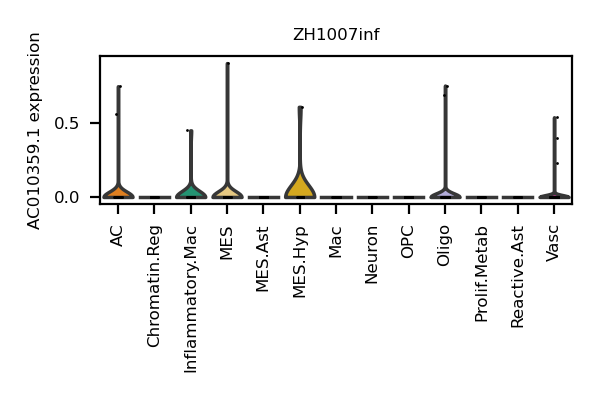 ZH1007inf
AC010359.1 expression
0.5
0.0
AC
Chromatin.Reg
Inflammatory.Mac
MES
MES.Ast
MES.Hyp
Mac
Neuron
OPC
Oligo
Prolif.Metab
Reactive.Ast
Vasc